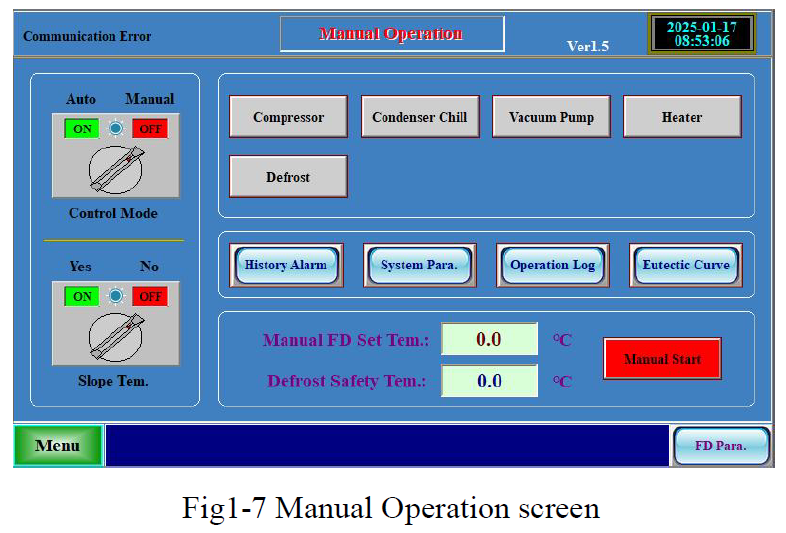 Communication Error
Manual Operation
Ver1.5
2025-01-17
08:53:06
Auto Manual
ON OFF
Control Mode
Yes No
ON OFF
Slope Tem.
Compressor
Condenser Chill
Vacuum Pump
Heater
Defrost
History Alarm
System Para.
Operation Log
Eutectic Curve
Manual FD Set Tem.: 0.0 °C
Defrost Safety Tem.: 0.0 °C
Manual Start
Menu
FD Para.
Fig1-7 Manual Operation screen